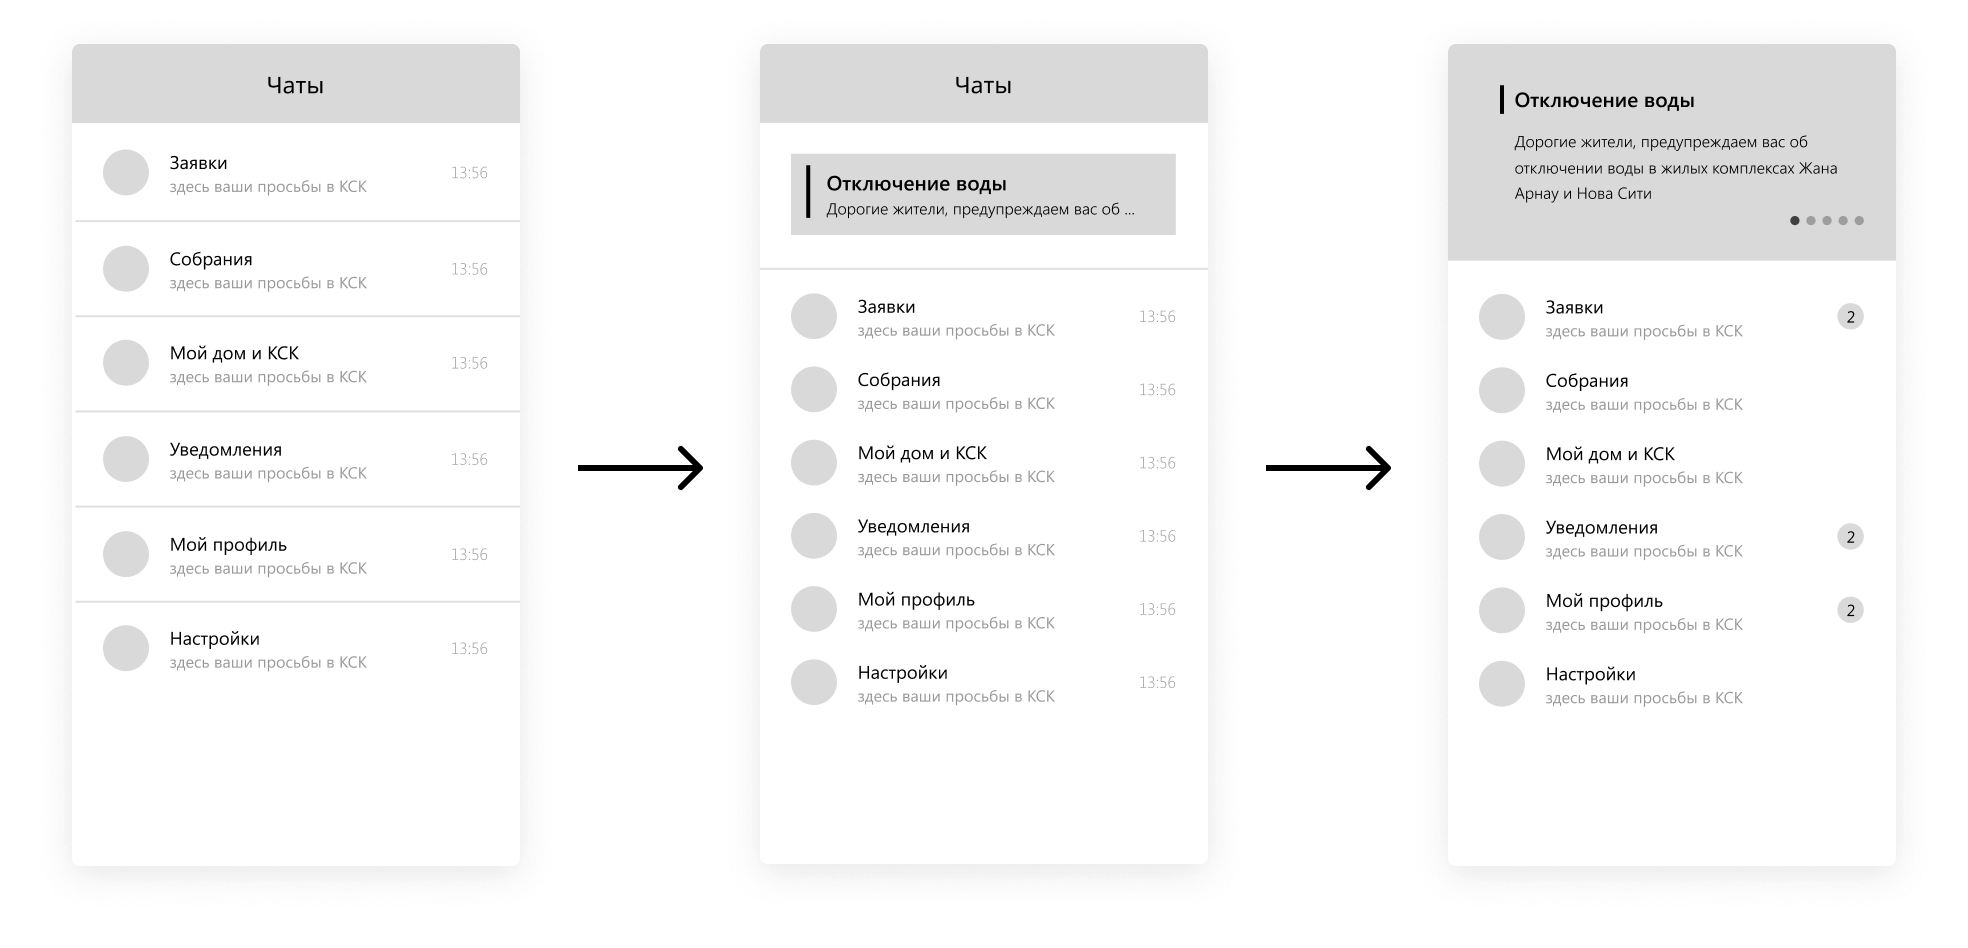 Чаты
Заявки
здесь ваши просьбы в КСК
13:56
Собрания
здесь ваши просьбы в КСК
13:56
Мой дом и КСК
здесь ваши просьбы в КСК
13:56
Уведомления
здесь ваши просьбы в КСК
13:56
Мой профиль
здесь ваши просьбы в КСК
13:56
Настройки
здесь ваши просьбы в КСК
13:56
Чаты
Отключение воды
Дорогие жители, предупреждаем вас об ...
Заявки
здесь ваши просьбы в КСК
13:56
Собрания
здесь ваши просьбы в КСК
13:56
Мой дом и КСК
здесь ваши просьбы в КСК
13:56
Уведомления
здесь ваши просьбы в КСК
13:56
Мой профиль
здесь ваши просьбы в КСК
13:56
Настройки
здесь ваши просьбы в КСК
13:56
Отключение воды
Дорогие жители, предупреждаем вас об
отключении воды в жилых комплексах Жана
Арнау и Нова Сити
Заявки
здесь ваши просьбы в КСК
2
Собрания
здесь ваши просьбы в КСК
Мой дом и КСК
здесь ваши просьбы в КСК
Уведомления
здесь ваши просьбы в КСК
2
Мой профиль
здесь ваши просьбы в КСК
2
Настройки
здесь ваши просьбы в КСК